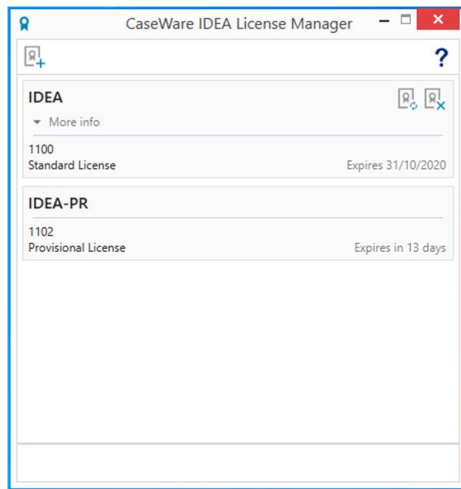 CaseWare IDEA License Manager
?
IDEA
More info
1100
Standard License Expires 31/10/2020
IDEA-PR
1102
Provisional License Expires in 13 days